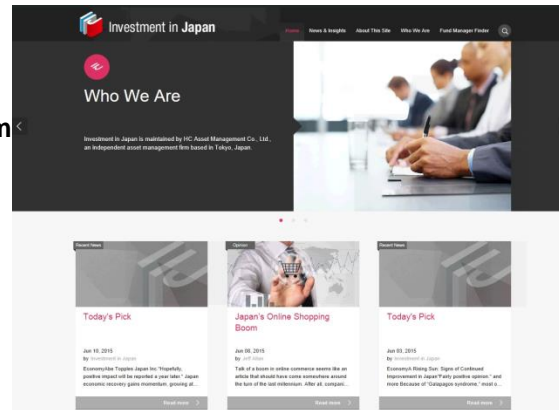 Investment in Japan
Home News & Insights About This Site Who We Are Fund Manager Finder
Who We Are
m
Investment in Japan is maintained by HC Asset Management Co., Ltd.,
an independent asset management firm based in Tokyo, Japan.
Recent News
Today's Pick
Jun 10, 2015
by Investment in Japan
EconomyAbe Topples Japan Inc."Hopefully,
positive impact will be reported a year later." Japan
economic recovery gains momentum, growing at...
Read more
Opinion
Japan's Online Shopping
Boom
Jun 08, 2015
by Jeff Allan
Talk of a boom in online commerce seems like an
article that should have come somewhere around
the turn of the last millennium. After all, compani...
Read more
Recent News
Today's Pick
Jun 03, 2015
by Investment in Japan
EconomyA Rising Sun: Signs of Continued
Improvement in Japan"Fairly positive opinion." and
more Because of "Galapagos syndrome," most o...
Read more